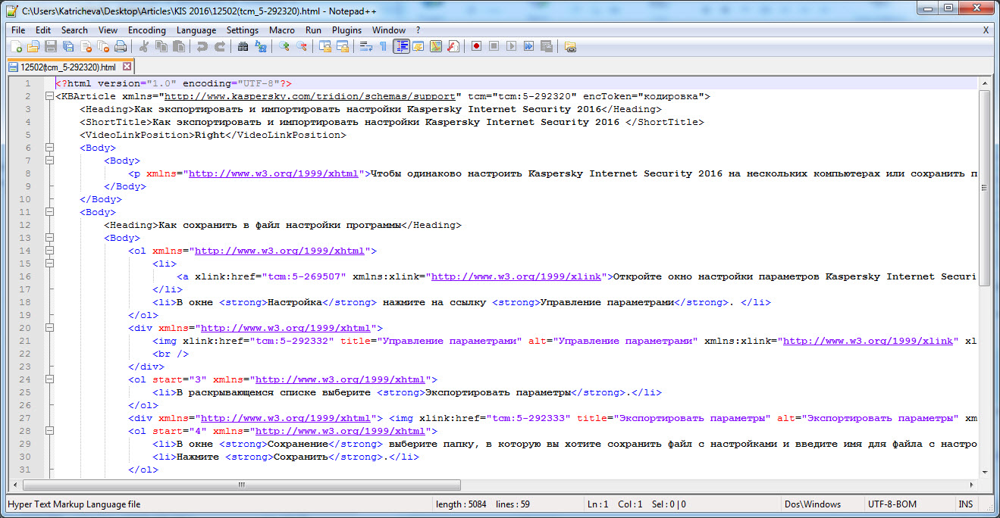 C:\Users\Katricheva\Desktop\Articles\KIS 2016\12502(tcm_5-292320).html - Notepad++
File Edit Search View Encoding Language Settings Macro Run Plugins Window ? X
12502(tcm_5-292320).html
1 <?html version="1.0" encoding="UTF-8"?>
2 <KBArticle xmlns="http://www.kaspersky.com/tridion/schemas/support" tcm="tcm:5-292320" encToken="кодировка">
3 <Heading>Как экспортировать и импортировать настройки Kaspersky Internet Security 2016</Heading>
4 <ShortTitle>Как экспортировать и импортировать настройки Kaspersky Internet Security 2016 </ShortTitle>
5 <VideoLinkPosition>Right</VideoLinkPosition>
6 <Body>
7 <Body>
8 <p xmlns="http://www.w3.org/1999/xhtml">Чтобы одинаково настроить Kaspersky Internet Security 2016 на нескольких компьютерах или сохранить п
9 </Body>
10 </Body>
11 <Body>
12 <Heading>Как сохранить в файл настройки программы</Heading>
13 <Body>
14 <ol xmlns="http://www.w3.org/1999/xhtml">
15 <li>
16 <a xlink:href="tcm:5-269507" xmlns:xlink="http://www.w3.org/1999/xlink">Откройте окно настройки параметров Kaspersky Internet Securi
17 </li>
18 <li>В окне <strong>Настройка</strong> нажмите на ссылку <strong>Управление параметрами</strong>. </li>
19 </ol>
20 <div xmlns="http://www.w3.org/1999/xhtml">
21 <img xlink:href="tcm:5-292332" title="Управление параметрами" alt="Управление параметрами" xmlns:xlink="http://www.w3.org/1999/xlink" xl
22 <br />
23 </div>
24 <ol start="3" xmlns="http://www.w3.org/1999/xhtml">
25 <li>В раскрывающемся списке выберите <strong>Экспортировать параметры</strong>.</li>
26 </ol>
27 <div xmlns="http://www.w3.org/1999/xhtml"> <img xlink:href="tcm:5-292333" title="Экспортировать параметры" alt="Экспортировать параметры" xm
28 <ol start="4" xmlns="http://www.w3.org/1999/xhtml">
29 <li>В окне <strong>Сохранение</strong> выберите папку, в которую вы хотите сохранить файл с настройками и введите имя для файла с настро
30 <li>Нажмите <strong>Сохранить</strong>.</li>
31 </ol>
Hyper Text Markup Language file length : 5084 lines : 59 Ln : 1 Col : 1 Sel : 0 | 0 Dos\Windows UTF-8-BOM INS